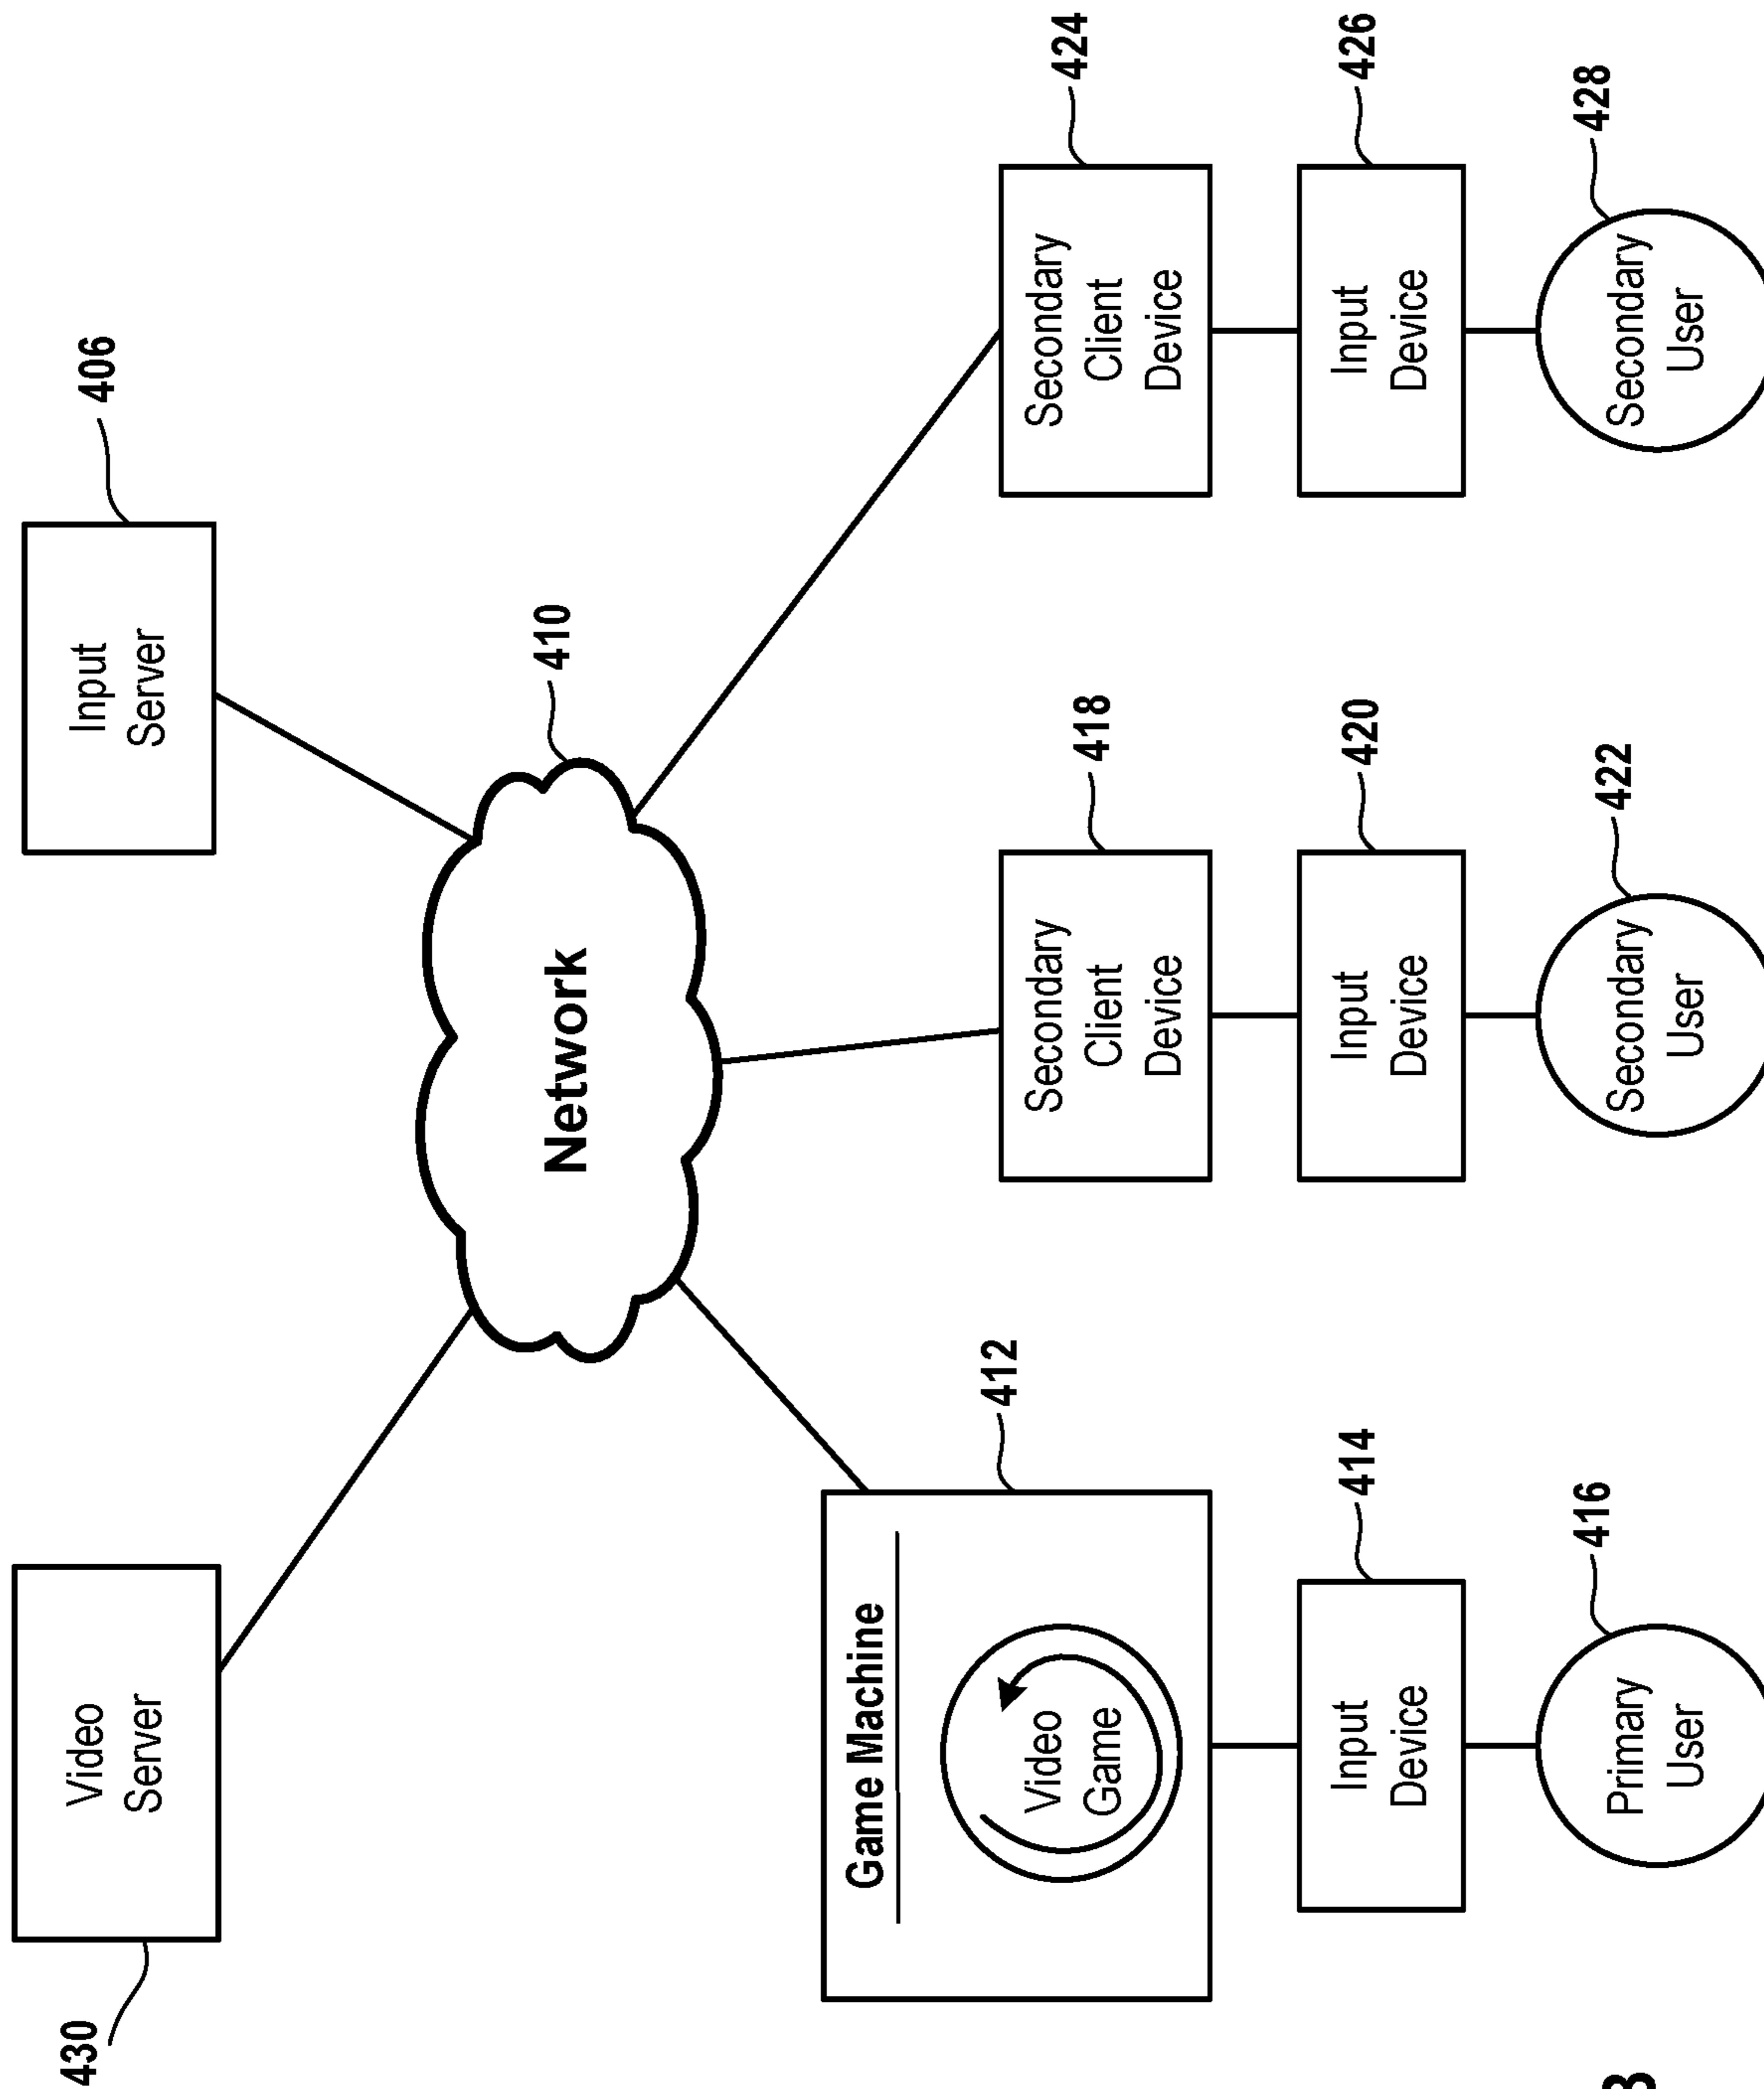 430
Video
Server
Input
Server
406
Network
410
Game Machine
412
Video
Game
Secondary
Client
Device
418
Secondary
Client
Device
424
Input
Device
414
Input
Device
420
Input
Device
426
Primary
User
416
Secondary
User
422
Secondary
User
428